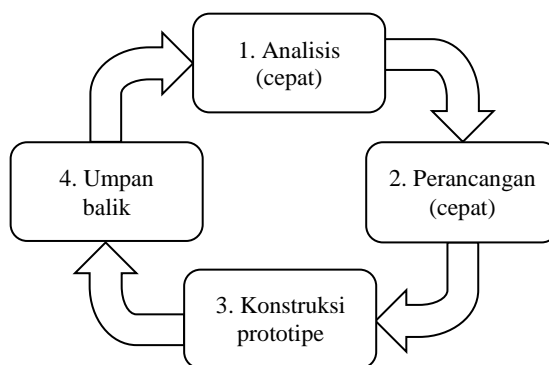 1. Analisis
(cepat)
2. Perancangan
(cepat)
3. Konstruksi
prototipe
4. Umpan
balik